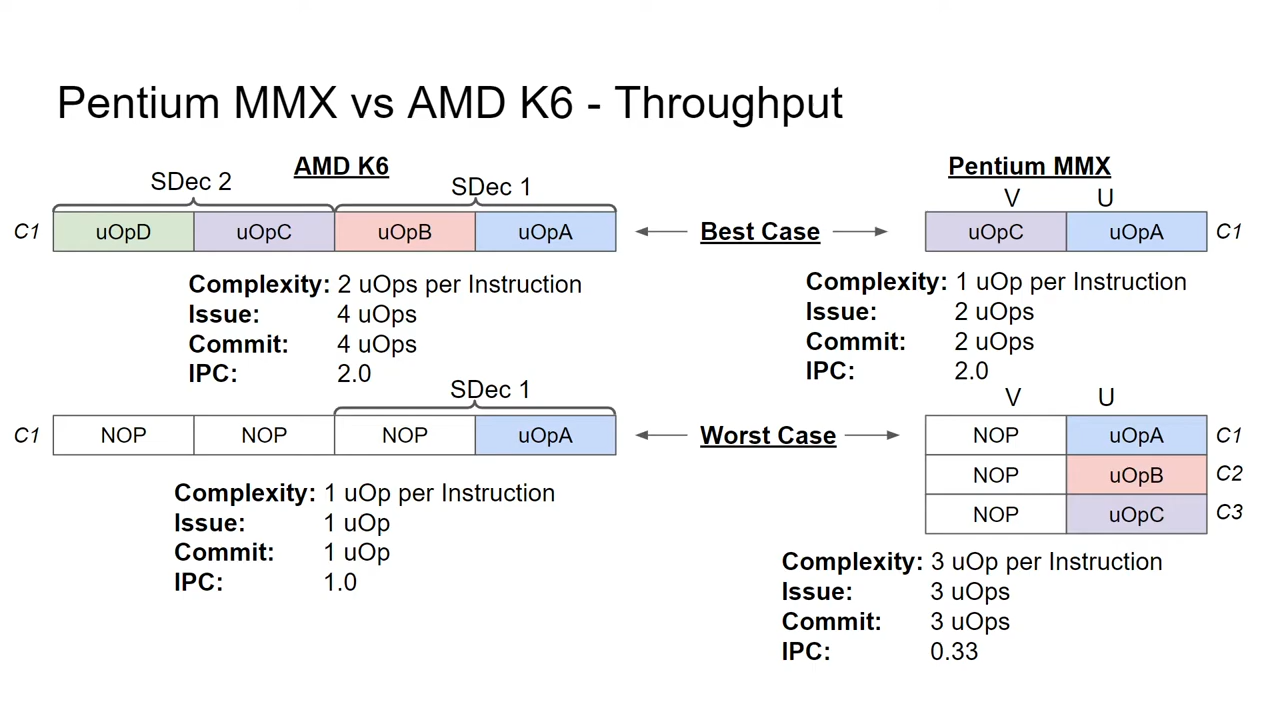 Pentium MMX vs AMD K6 - Throughput
AMD K6
SDec 2
SDec 1
C1
uOpD
uOpC
uOpB
uOpA
Complexity: 2 uOps per Instruction
Issue: 4 uOps
Commit: 4 uOps
IPC: 2.0
Best Case
Pentium MMX
V
U
uOpC
uOpA
C1
Complexity: 1 uOp per Instruction
Issue: 2 uOps
Commit: 2 uOps
IPC: 2.0
SDec 1
C1
NOP
NOP
NOP
uOpA
Complexity: 1 uOp per Instruction
Issue: 1 uOp
Commit: 1 uOp
IPC: 1.0
Worst Case
V
U
NOP
uOpA
C1
NOP
uOpB
C2
NOP
uOpC
C3
Complexity: 3 uOp per Instruction
Issue: 3 uOps
Commit: 3 uOps
IPC: 0.33